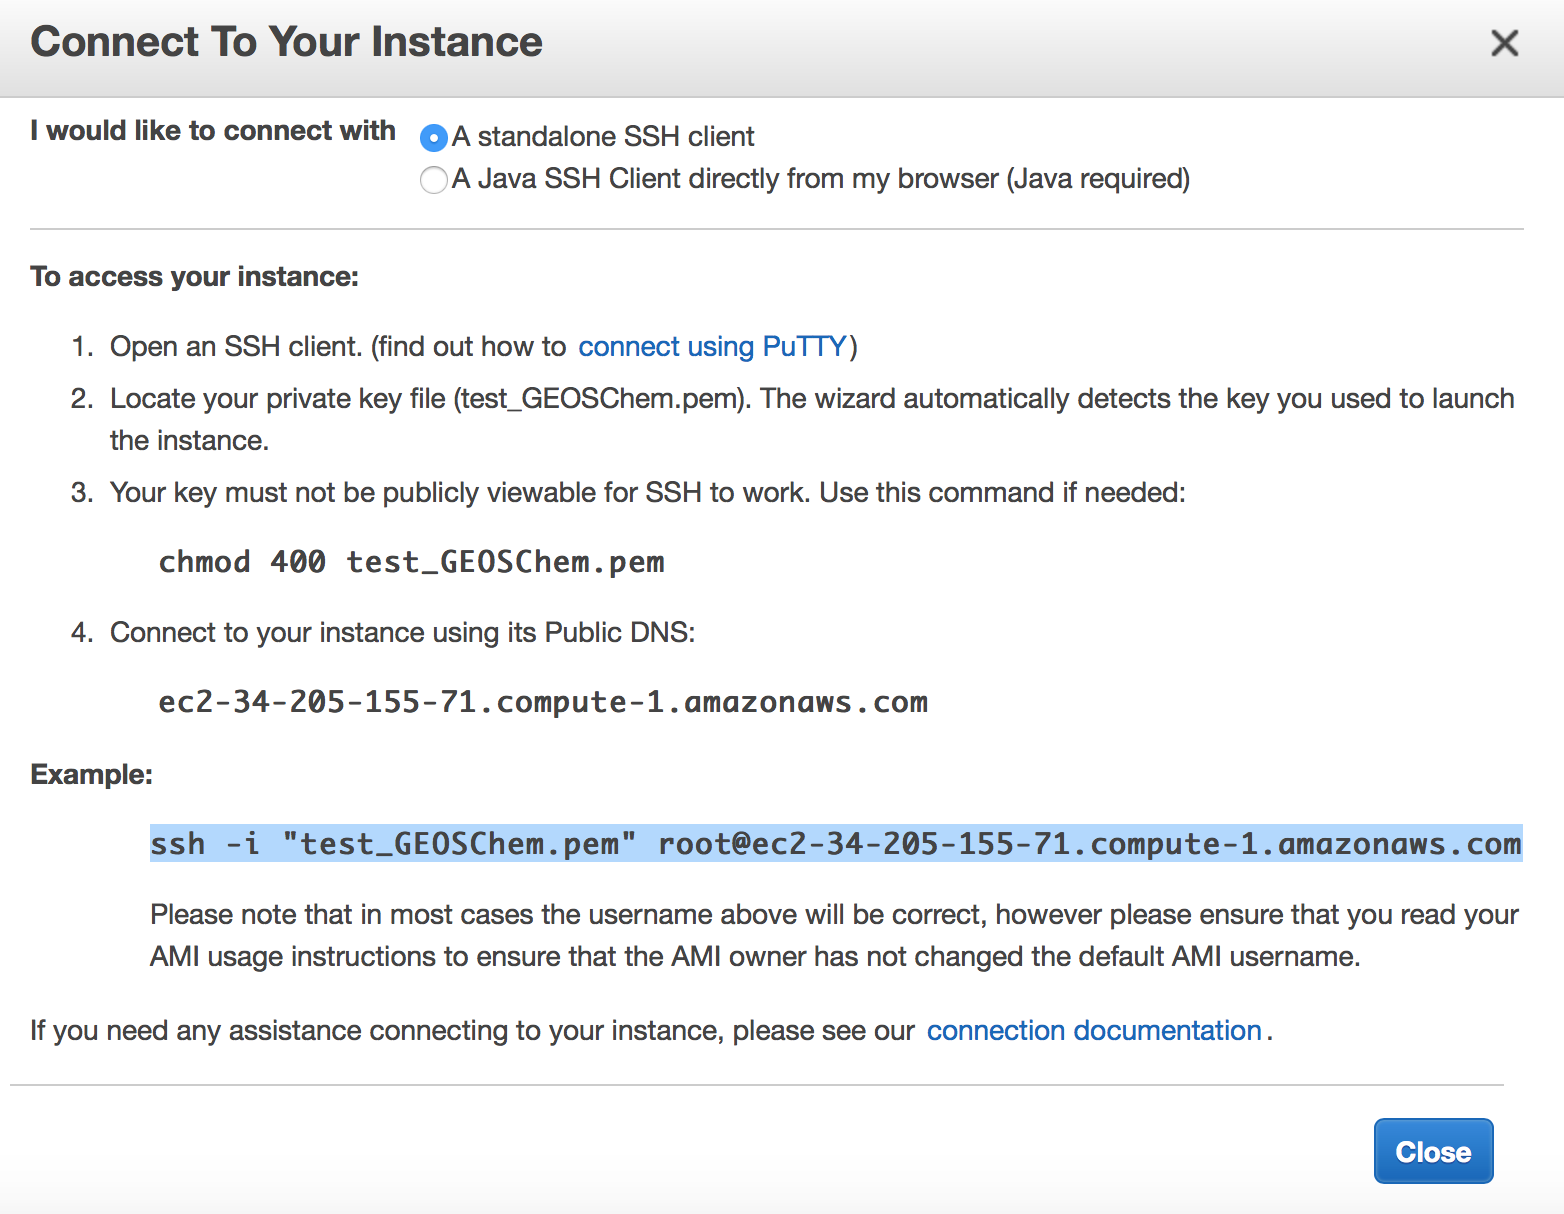 Connect To Your Instance
I would like to connect with
A standalone SSH client
A Java SSH Client directly from my browser (Java required)
To access your instance:
1. Open an SSH client. (find out how to connect using PuTTY)
2. Locate your private key file (test_GEOSChem.pem). The wizard automatically detects the key you used to launch
the instance.
3. Your key must not be publicly viewable for SSH to work. Use this command if needed:
chmod 400 test_GEOSChem.pem
4. Connect to your instance using its Public DNS:
ec2-34-205-155-71.compute-1.amazonaws.com
Example:
ssh -i "test_GEOSChem.pem" root@ec2-34-205-155-71.compute-1.amazonaws.com
Please note that in most cases the username above will be correct, however please ensure that you read your
AMI usage instructions to ensure that the AMI owner has not changed the default AMI username.
If you need any assistance connecting to your instance, please see our connection documentation .
Close